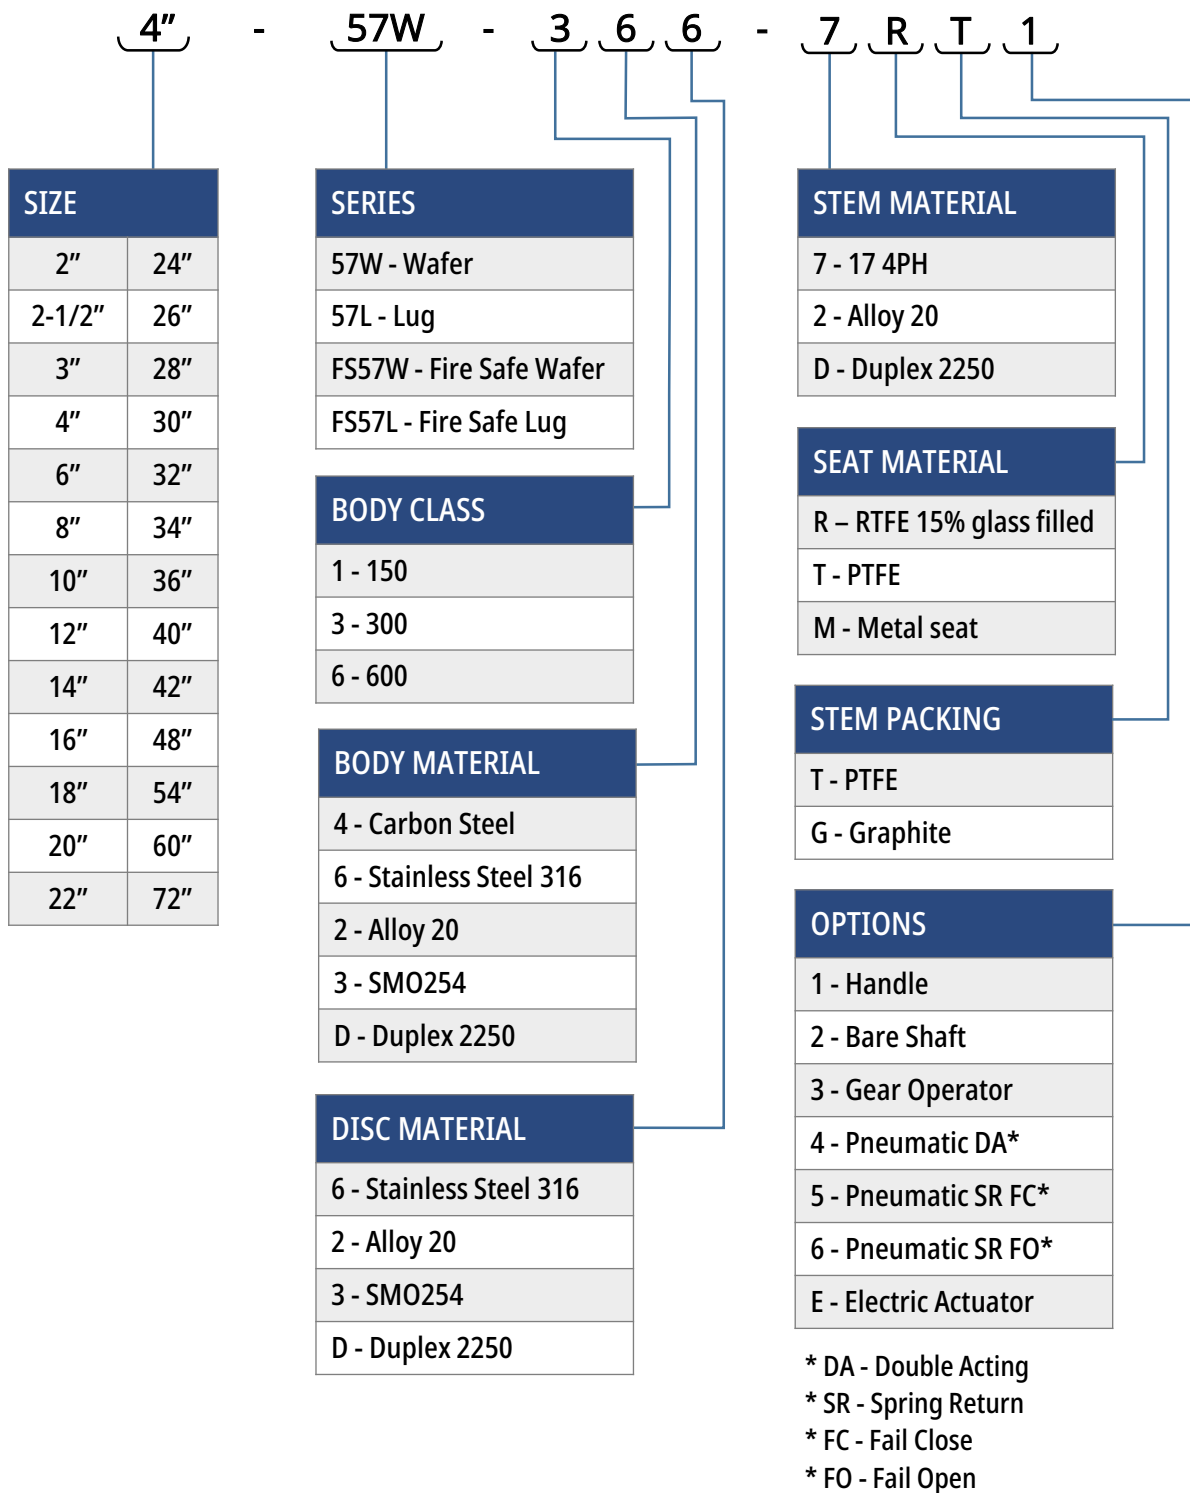 4” - 57W - 3 6 6 - 7 R T 1
SIZE
2” 24”
2-1/2” 26”
3” 28”
4” 30”
6” 32”
8” 34”
10” 36”
12” 40”
14” 42”
16” 48”
18” 54”
20” 60”
22” 72”
SERIES
57W - Wafer
57L - Lug
FS57W - Fire Safe Wafer
FS57L - Fire Safe Lug
BODY CLASS
1 - 150
3 - 300
6 - 600
BODY MATERIAL
4 - Carbon Steel
6 - Stainless Steel 316
2 - Alloy 20
3 - SMO254
D - Duplex 2250
DISC MATERIAL
6 - Stainless Steel 316
2 - Alloy 20
3 - SMO254
D - Duplex 2250
STEM MATERIAL
7 - 17 4PH
2 - Alloy 20
D - Duplex 2250
SEAT MATERIAL
R – RTFE 15% glass filled
T - PTFE
M - Metal seat
STEM PACKING
T - PTFE
G - Graphite
OPTIONS
1 - Handle
2 - Bare Shaft
3 - Gear Operator
4 - Pneumatic DA*
5 - Pneumatic SR FC*
6 - Pneumatic SR FO*
E - Electric Actuator
* DA - Double Acting
* SR - Spring Return
* FC - Fail Close
* FO - Fail Open